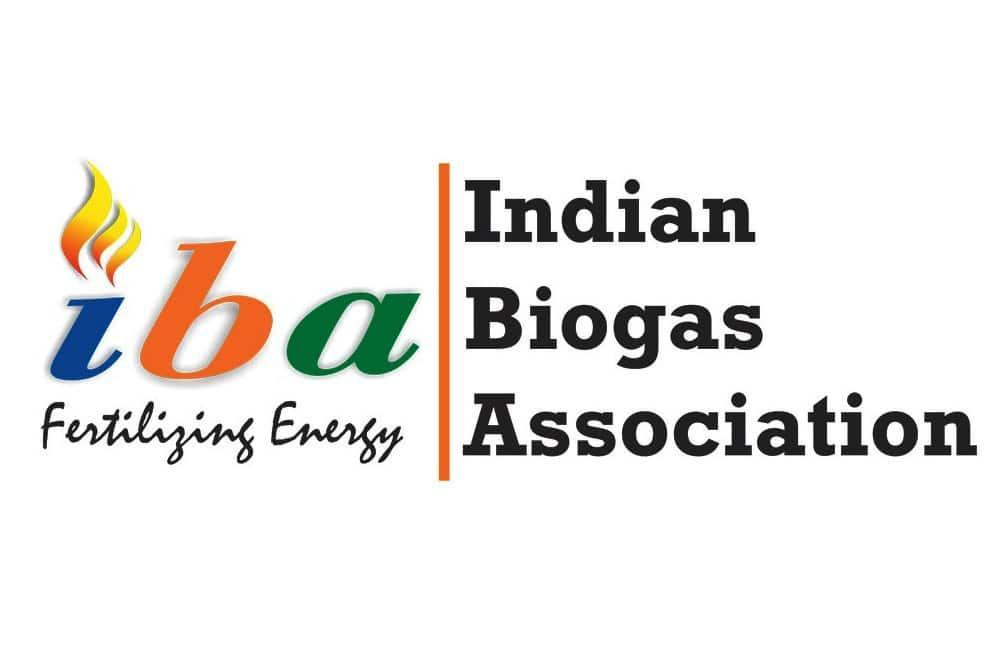 iba
Fertilizing Energy
Indian
Biogas
Association